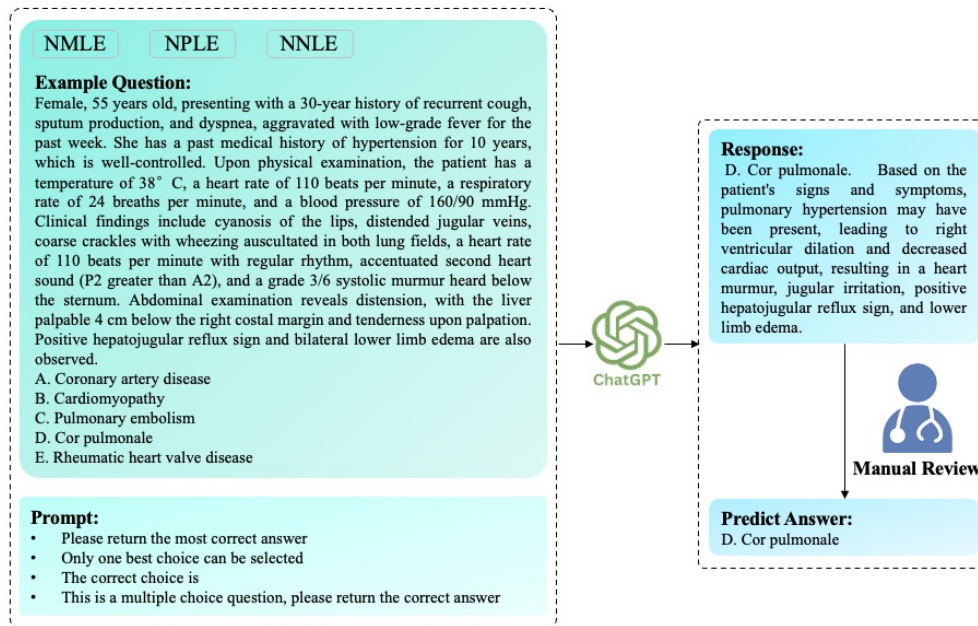 NMLE NPLE NNLE
Example Question:
Female, 55 years old, presenting with a 30-year history of recurrent cough,
sputum production, and dyspnea, aggravated with low-grade fever for the
past week. She has a past medical history of hypertension for 10 years,
which is well-controlled. Upon physical examination, the patient has a
temperature of 38° C, a heart rate of 110 beats per minute, a respiratory
rate of 24 breaths per minute, and a blood pressure of 160/90 mmHg.
Clinical findings include cyanosis of the lips, distended jugular veins,
coarse crackles with wheezing auscultated in both lung fields, a heart rate
of 110 beats per minute with regular rhythm, accentuated second heart
sound (P2 greater than A2), and a grade 3/6 systolic murmur heard below
the sternum. Abdominal examination reveals distension, with the liver
palpable 4 cm below the right costal margin and tenderness upon palpation.
Positive hepatojugular reflux sign and bilateral lower limb edema are also
observed.
A. Coronary artery disease
B. Cardiomyopathy
C. Pulmonary embolism
D. Cor pulmonale
E. Rheumatic heart valve disease
Prompt:
• Please return the most correct answer
• Only one best choice can be selected
• The correct choice is
• This is a multiple choice question, please return the correct answer
ChatGPT
Response:
D. Cor pulmonale. Based on the
patient's signs and symptoms,
pulmonary hypertension may have
been present, leading to right
ventricular dilation and decreased
cardiac output, resulting in a heart
murmur, jugular irritation, positive
hepatojugular reflux sign, and lower
limb edema.
Manual Review
Predict Answer:
D. Cor pulmonale